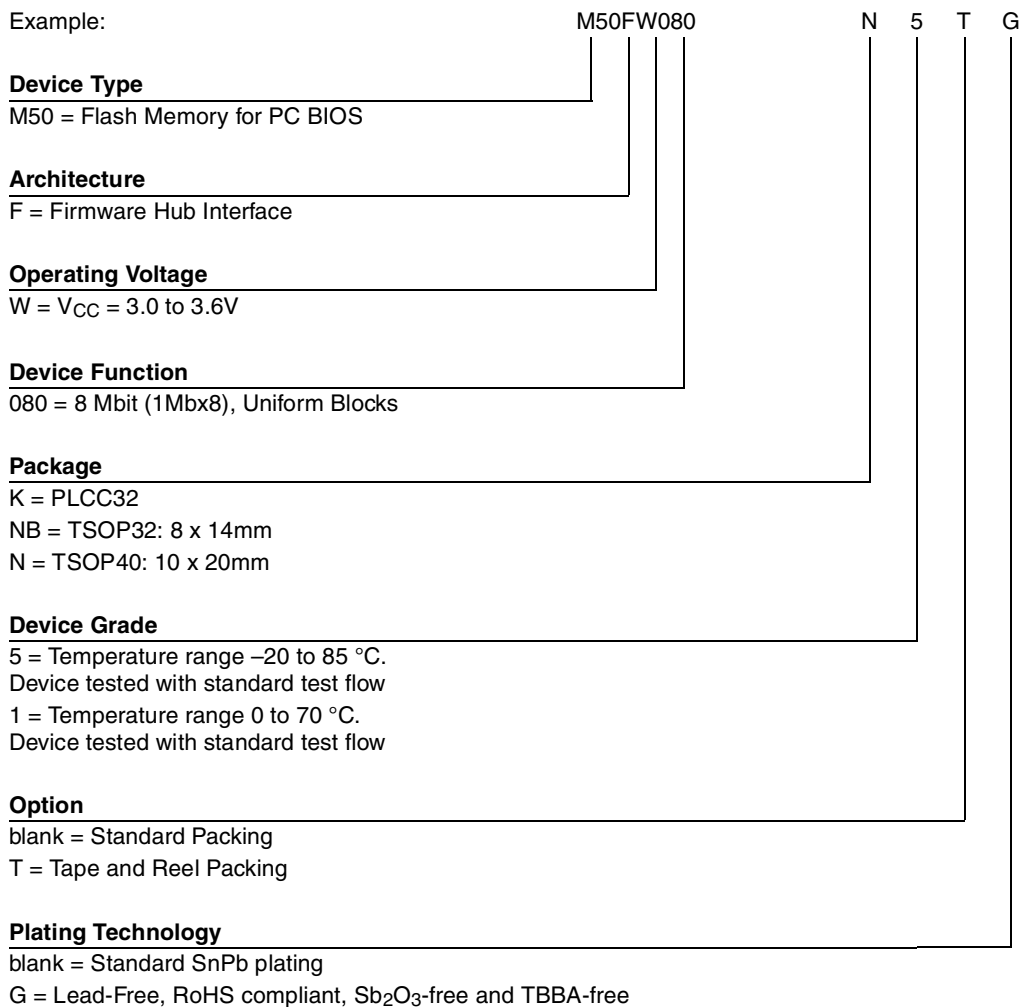 Example: M50FW080 N 5 T G
Device Type
M50 = Flash Memory for PC BIOS
Architecture
F = Firmware Hub Interface
Operating Voltage
W = VCC = 3.0 to 3.6V
Device Function
080 = 8 Mbit (1Mbx8), Uniform Blocks
Package
K = PLCC32
NB = TSOP32: 8 x 14mm
N = TSOP40: 10 x 20mm
Device Grade
5 = Temperature range –20 to 85 °C.
Device tested with standard test flow
1 = Temperature range 0 to 70 °C.
Device tested with standard test flow
Option
blank = Standard Packing
T = Tape and Reel Packing
Plating Technology
blank = Standard SnPb plating
G = Lead-Free, RoHS compliant, Sb2O3-free and TBBA-free